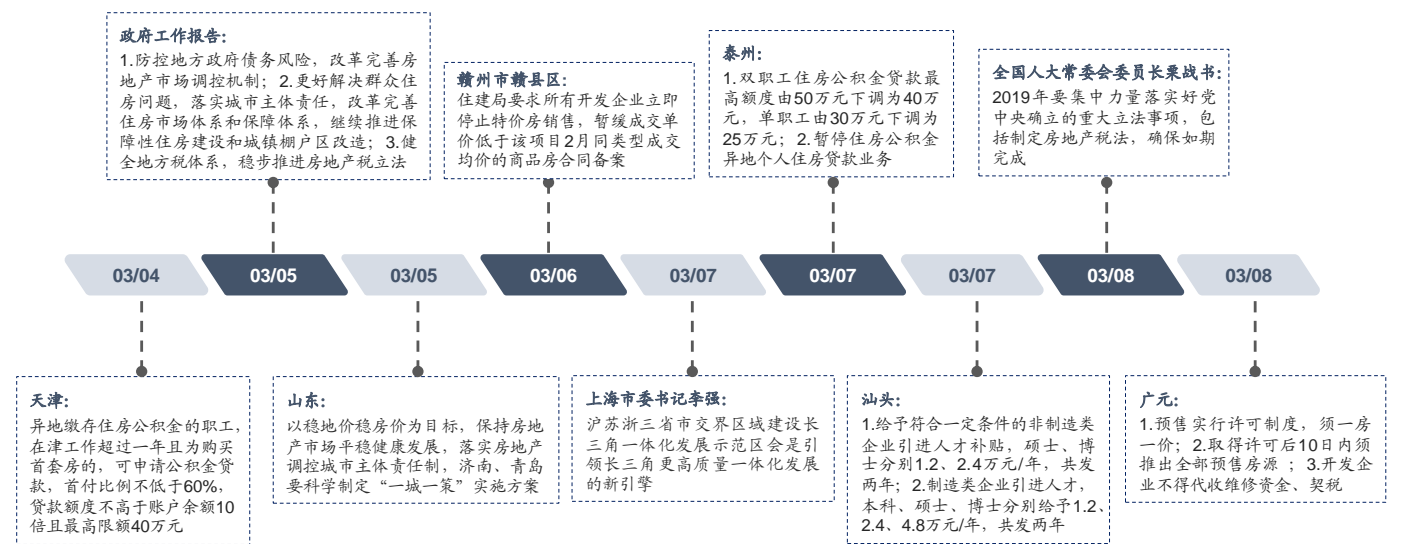 政府工作报告：
1.防控地方政府债务风险，改革完善房
地产市场调控机制；2.更好解决群众住
房问题，落实城市主体责任，改革完善
住房市场体系和保障体系，继续推进保
障性住房建设和城镇棚户区改造；3.健
全地方税体系，稳步推进房地产税立法
赣州市赣县区：
住建局要求所有开发企业立即
停止特价房销售，暂缓成交单
价低于该项目2月同类型成交
均价的商品房合同备案
泰州：
1.双职工住房公积金贷款最
高额度由50万元下调为40万
元，单职工由30万元下调为
25万元；2.暂停住房公积金
异地个人住房贷款业务
全国人大常委会委员长栗战书：
2019年要集中力量落实好党
中央确立的重大立法事项，包
括制定房地产税法，确保如期
完成
03/04
03/05
03/05
03/06
03/07
03/07
03/07
03/08
03/08
天津：
异地缴存住房公积金的职工，
在津工作超过一年且为购买
首套房的，可申请公积金贷
款，首付比例不低于60%，
贷款额度不高于账户余额10
倍且最高限额40万元
山东：
以稳地价稳房价为目标，保持房地
产市场平稳健康发展，落实房地产
调控城市主体责任制，济南、青岛
要科学制定“一城一策”实施方案
上海市委书记李强：
沪苏浙三省市交界区域建设长
三角一体化发展示范区会是引
领长三角更高质量一体化发展
的新引擎
汕头：
1.给予符合一定条件的非制造类
企业引进人才补贴，硕士、博
士分别1.2、2.4万元/年，共发
两年；2.制造类企业引进人才，
本科、硕士、博士分别给予1.2、
2.4、4.8万元/年，共发两年
广元：
1.预售实行许可制度，须一房
一价；2.取得许可后10日内须
推出全部预售房源 ；3.开发企
业不得代收维修资金、契税